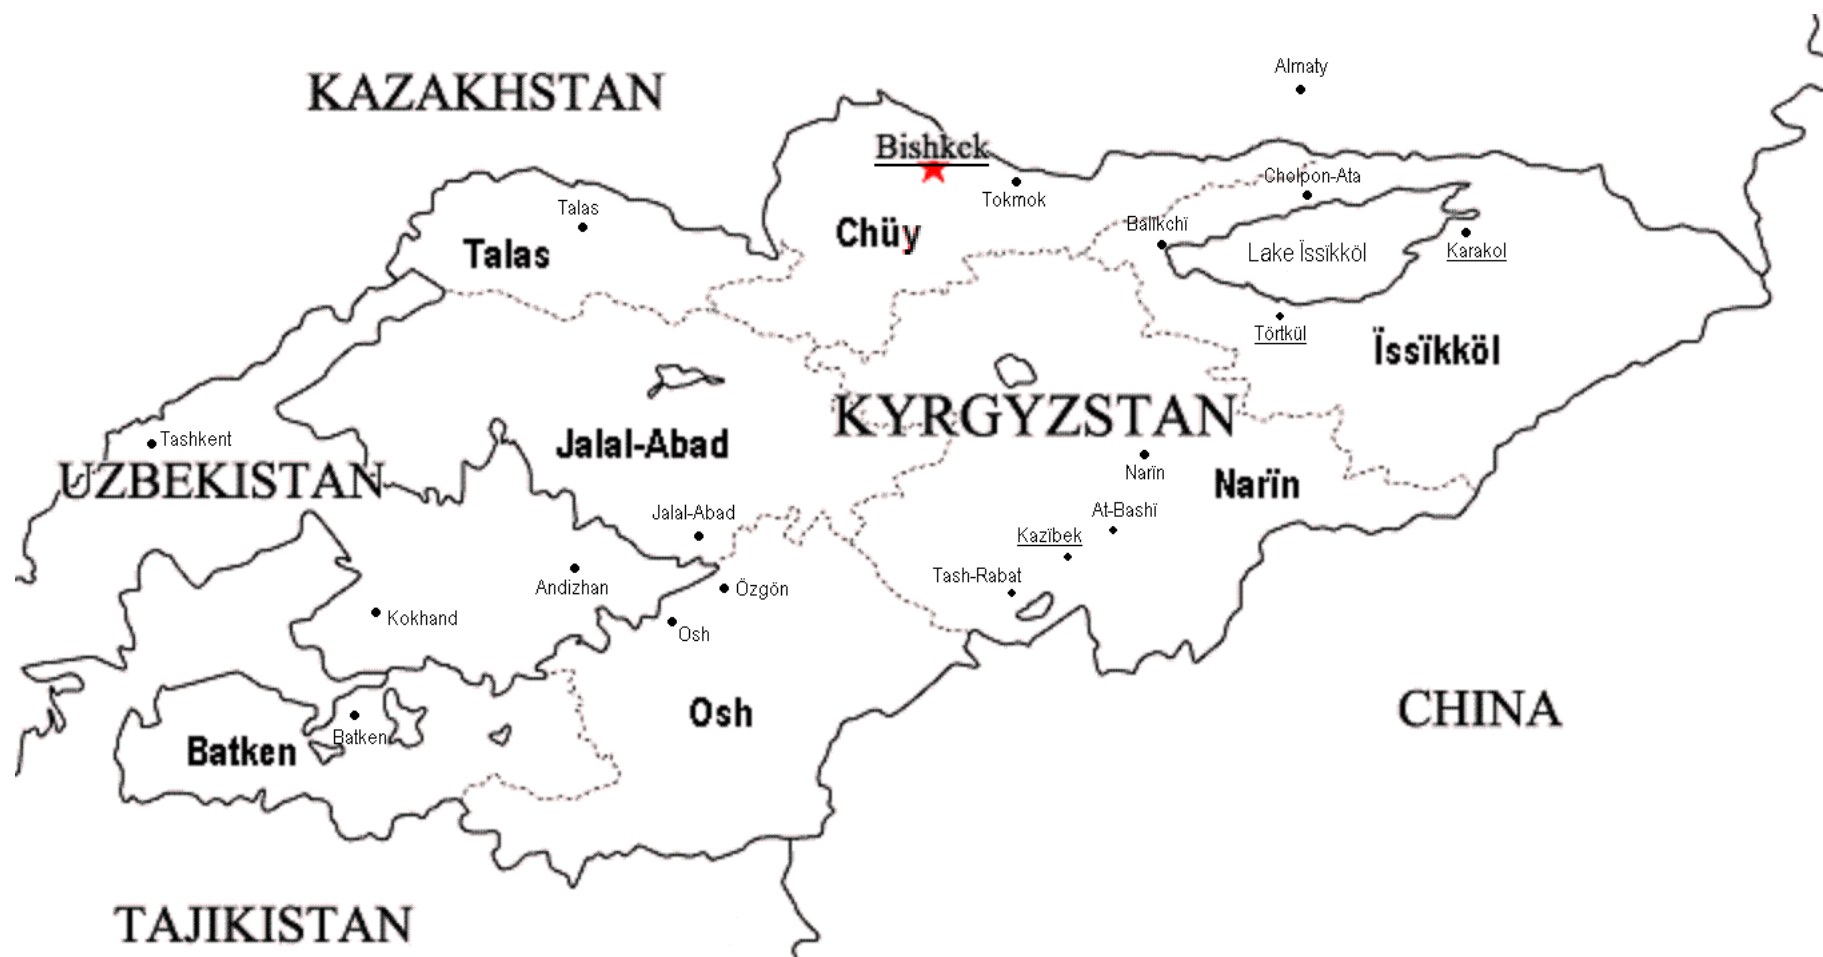 Almaty
KAZAKHSTAN
Bishkek
Cholpon-Ata
Tokmok
Talas
Balïkchï
Chüy
Talas
Lake Ïssïkköl
Karakol
Törtkül
Ïssïkköl
KYRGYZSTAN
Tashkent
Jalal-Abad
UZBEKISTAN
Narïn
Narïn
At-Bashï
Jalal-Abad
Kazïbek
Tash-Rabat
Andizhan
Özgön
Kokhand
Osh
Osh
CHINA
Batken
Batken
TAJIKISTAN